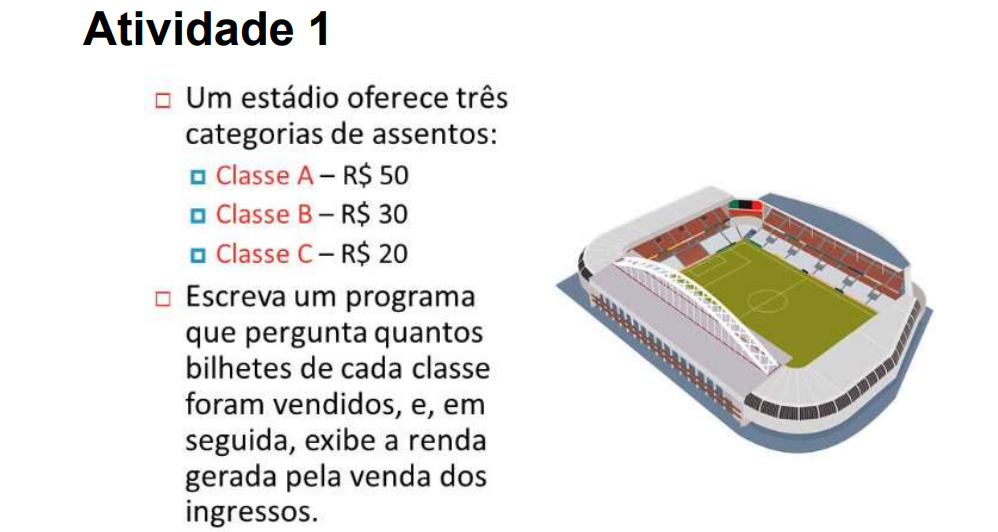 Atividade 1
Um estádio oferece três
categorias de assentos:
Classe A – R$ 50
Classe B – R$ 30
Classe C – R$ 20
Escreva um programa
que pergunta quantos
bilhetes de cada classe
foram vendidos, e, em
seguida, exibe a renda
gerada pela venda dos
ingressos.